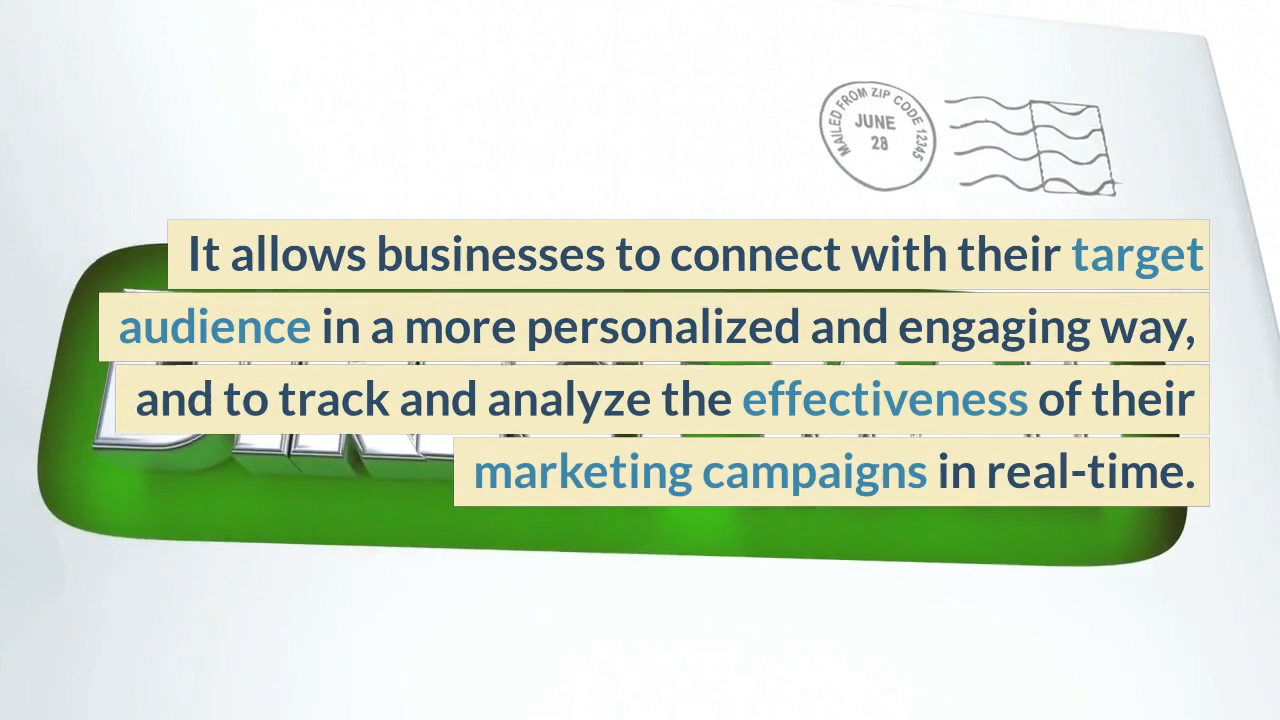 MAILED FROM ZIP CODE 12345
JUNE
28
It allows businesses to connect with their target
audience in a more personalized and engaging way,
and to track and analyze the effectiveness of their
marketing campaigns in real-time.